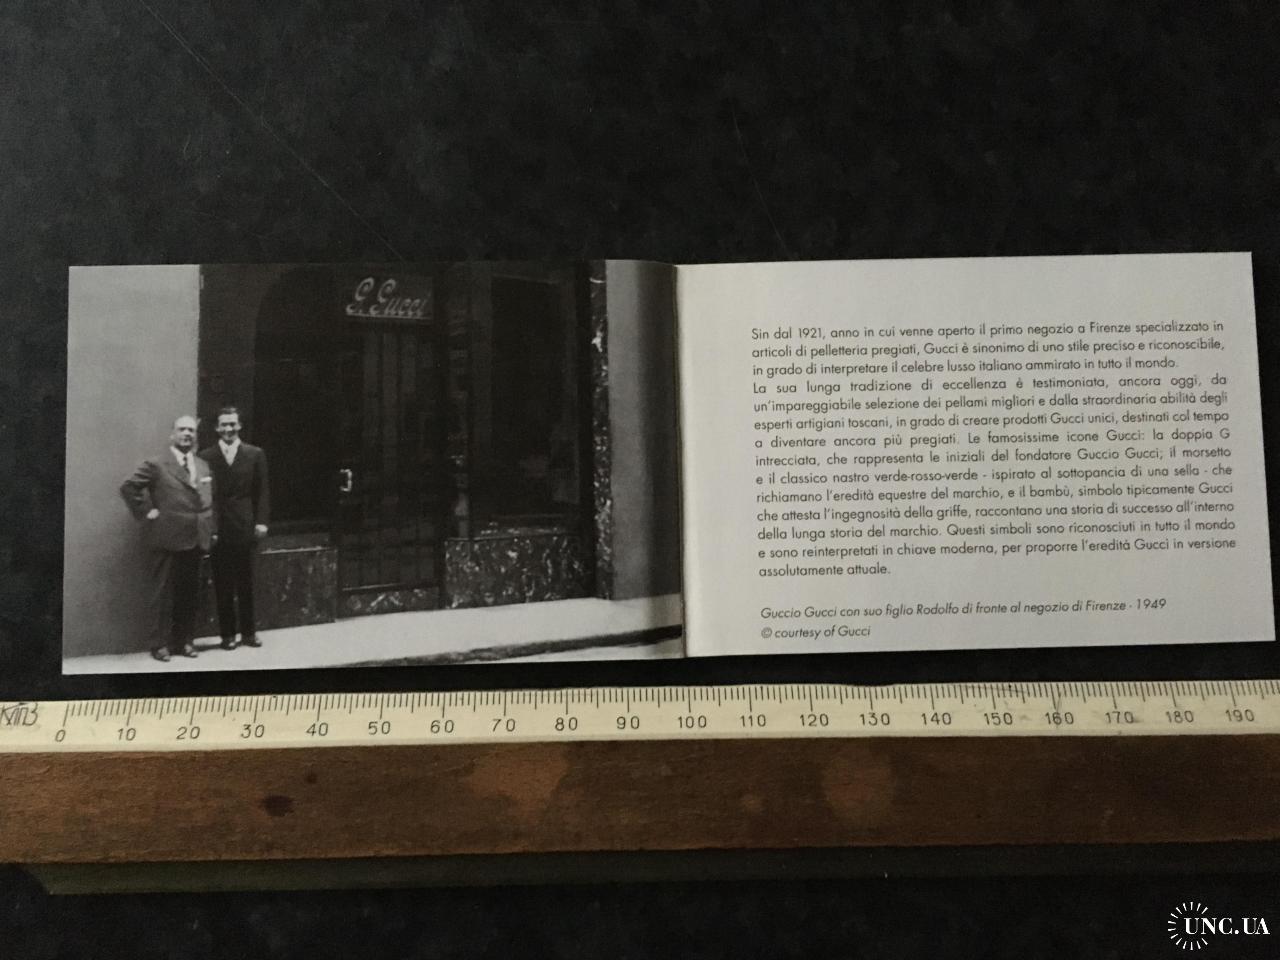 G. Gucci
Sin dal 1921, anno in cui venne aperto il primo negozio a Firenze specializzato in
articoli di pelletteria pregiati, Gucci è sinonimo di uno stile preciso e riconoscibile,
in grado di interpretare il celebre lusso italiano ammirato in tutto il mondo.
La sua lunga tradizione di eccellenza è testimoniata, ancora oggi, da
un'impareggiabile selezione dei pellami migliori e dalla straordinaria abilità degli
esperti artigiani toscani, in grado di creare prodotti Gucci unici, destinati col tempo
a diventare ancora più pregiati. Le famosissime icone Gucci: la doppia G
intrecciata, che rappresenta le iniziali del fondatore Guccio Gucci; il morsetto
e il classico nastro verde-rosso-verde - ispirato al sottopancia di una sella - che
richiamano l'eredità equestre del marchio, e il bambù, simbolo tipicamente Gucci
che attesta l'ingegnosità della griffe, raccontano una storia di successo all'interno
della lunga storia del marchio. Questi simboli sono riconosciuti in tutto il mondo
e sono reinterpretati in chiave moderna, per proporre l'eredità Gucci in versione
assolutamente attuale.
Guccio Gucci con suo figlio Rodolfo di fronte al negozio di Firenze - 1949
© courtesy of Gucci
0 10 20 30 40 50 60 70 80 90 100 110 120 130 140 150 160 170 180 190
UNC.UA